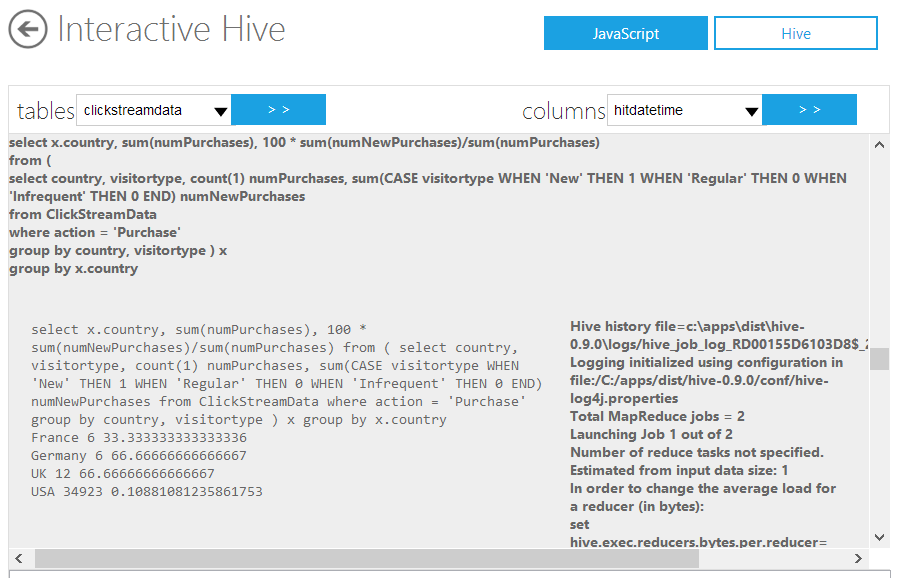 Interactive Hive
JavaScript
Hive
tables
clickstreamdata
> >
columns
hitdatetime
> >
select x.country, sum(numPurchases), 100 * sum(numNewPurchases)/sum(numPurchases)
from (
select country, visitortype, count(1) numPurchases, sum(CASE visitortype WHEN 'New' THEN 1 WHEN 'Regular' THEN 0 WHEN
'Infrequent' THEN 0 END) numNewPurchases
from ClickStreamData
where action = 'Purchase'
group by country, visitortype ) x
group by x.country
select x.country, sum(numPurchases), 100 *
sum(numNewPurchases)/sum(numPurchases) from ( select country,
visitortype, count(1) numPurchases, sum(CASE visitortype WHEN
'New' THEN 1 WHEN 'Regular' THEN 0 WHEN 'Infrequent' THEN 0 END)
numNewPurchases from ClickStreamData where action = 'Purchase'
group by country, visitortype ) x group by x.country
France 6 33.333333333333336
Germany 6 66.66666666666667
UK 12 66.66666666666667
USA 34923 0.10881081235861753
Hive history file=c:\apps\dist\hive-
0.9.0\logs/hive_job_log_RD00155D6103D8$_2
Logging initialized using configuration in
file:/C:/apps/dist/hive-0.9.0/conf/hive-
log4j.properties
Total MapReduce jobs = 2
Launching Job 1 out of 2
Number of reduce tasks not specified.
Estimated from input data size: 1
In order to change the average load for
a reducer (in bytes):
set
hive.exec.reducers.bytes.per.reducer=